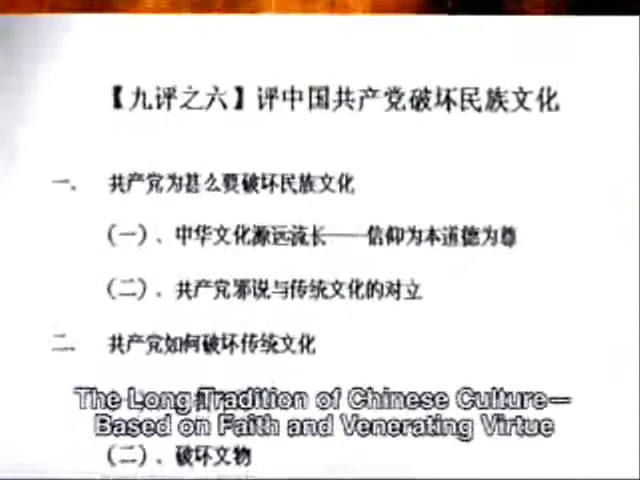 【九评之六】评中国共产党破坏民族文化
一、 共产党为甚么要破坏民族文化
（一）、中华文化源远流长——信仰为本道德为尊
（二）、共产党邪说与传统文化的对立
二、 共产党如何破坏传统文化
The Long Tradition of Chinese Culture—
Based on Faith and Venerating Virtue
（二）、破坏文物